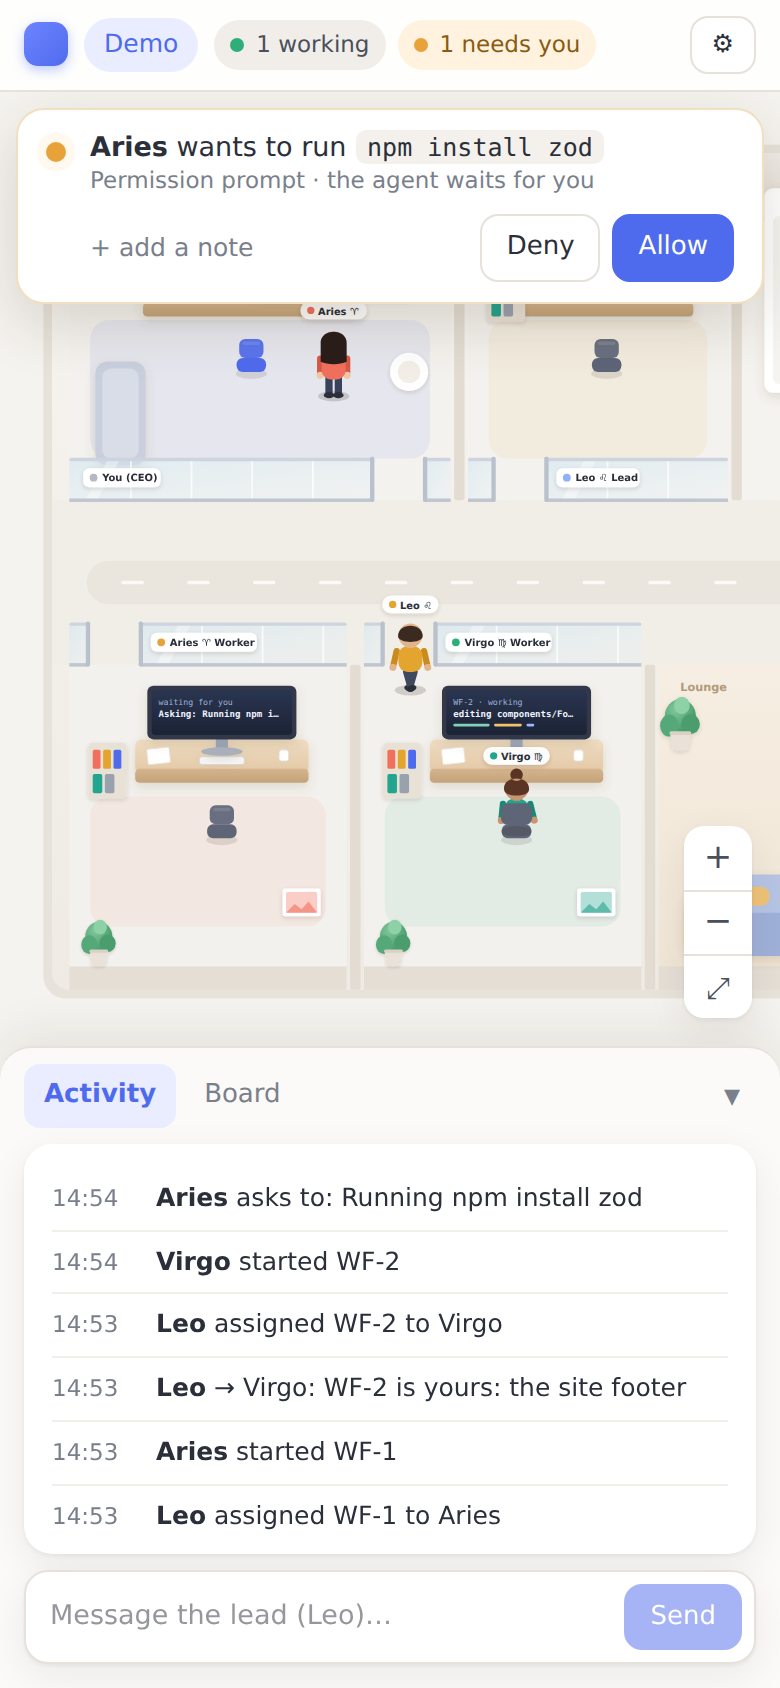 Demo
1 working
1 needs you
Aries wants to run npm install zod
Permission prompt · the agent waits for you
+ add a note
Deny
Allow
Aries ♈
You (CEO)
Leo ♌ Lead
Leo ♌
Aries ♈ Worker
Virgo ♍ Worker
Lounge
waiting for you
Asking: Running npm i…
WF-2 · working
editing components/Fo…
Virgo ♍
+
−
Activity
Board
14:54 Aries asks to: Running npm install zod
14:54 Virgo started WF-2
14:53 Leo assigned WF-2 to Virgo
14:53 Leo → Virgo: WF-2 is yours: the site footer
14:53 Aries started WF-1
14:53 Leo assigned WF-1 to Aries
Message the lead (Leo)…
Send